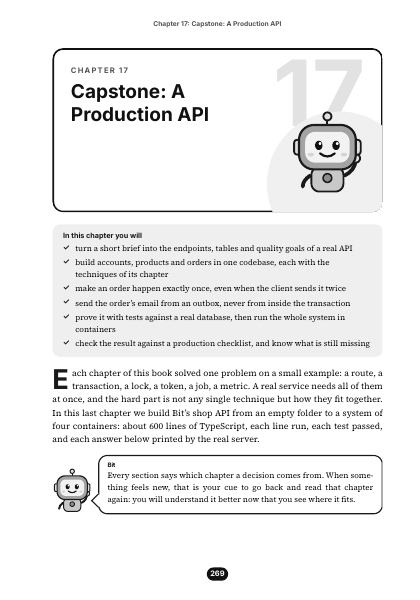 Chapter 17: Capstone: A Production API
CHAPTER 17
17
Capstone: A
Production API
In this chapter you will
✓ turn a short brief into the endpoints, tables and quality goals of a real API
✓ build accounts, products and orders in one codebase, each with the
techniques of its chapter
✓ make an order happen exactly once, even when the client sends it twice
✓ send the order's email from an outbox, never from inside the transaction
✓ prove it with tests against a real database, then run the whole system in
containers
✓ check the result against a production checklist, and know what is still missing
Each chapter of this book solved one problem on a small example: a route, a
transaction, a lock, a token, a job, a metric. A real service needs all of them
at once, and the hard part is not any single technique but how they fit together.
In this last chapter we build Bit's shop API from an empty folder to a system of
four containers: about 600 lines of TypeScript, each line run, each test passed,
and each answer below printed by the real server.
Bit
Every section says which chapter a decision comes from. When some-
thing feels new, that is your cue to go back and read that chapter
again: you will understand it better now that you see where it fits.
269